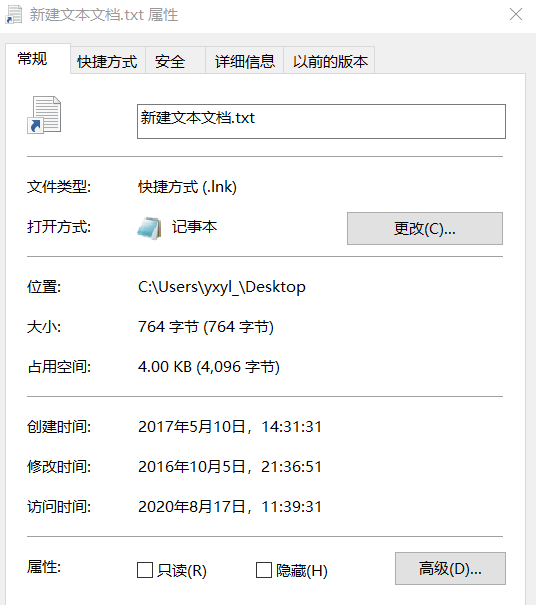 新建文本文档.txt 属性
常规 快捷方式 安全 详细信息 以前的版本
新建文本文档.txt
文件类型: 快捷方式 (.lnk)
打开方式: 记事本 更改(C)...
位置: C:\Users\yxyl_\Desktop
大小: 764 字节 (764 字节)
占用空间: 4.00 KB (4,096 字节)
创建时间: 2017年5月10日，14:31:31
修改时间: 2016年10月5日，21:36:51
访问时间: 2020年8月17日，11:39:31
属性: 只读(R) 隐藏(H) 高级(D)...